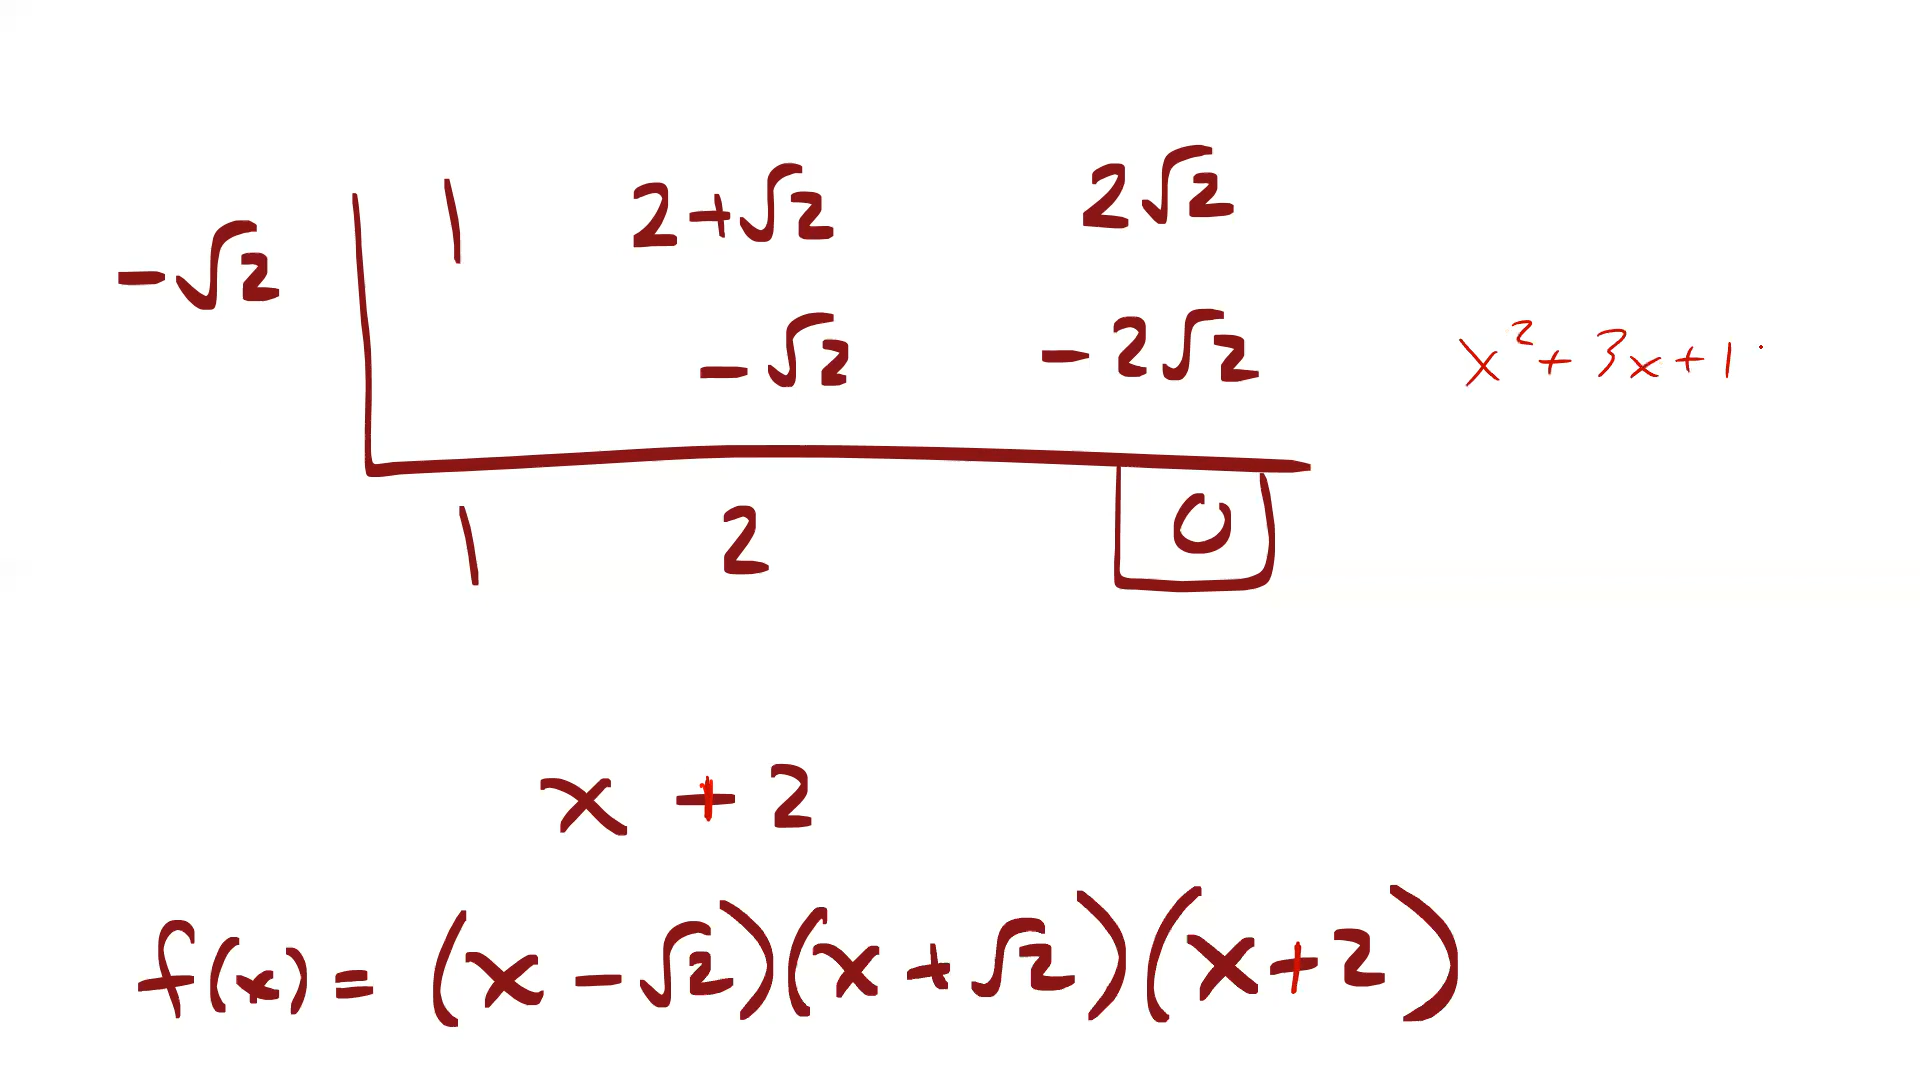 -√2 | 1 2+√2 2√2
-√2 -2√2
x² + 3x + 1
1 2 0
x + 2
f(x) = (x - √2)(x + √2)(x + 2)